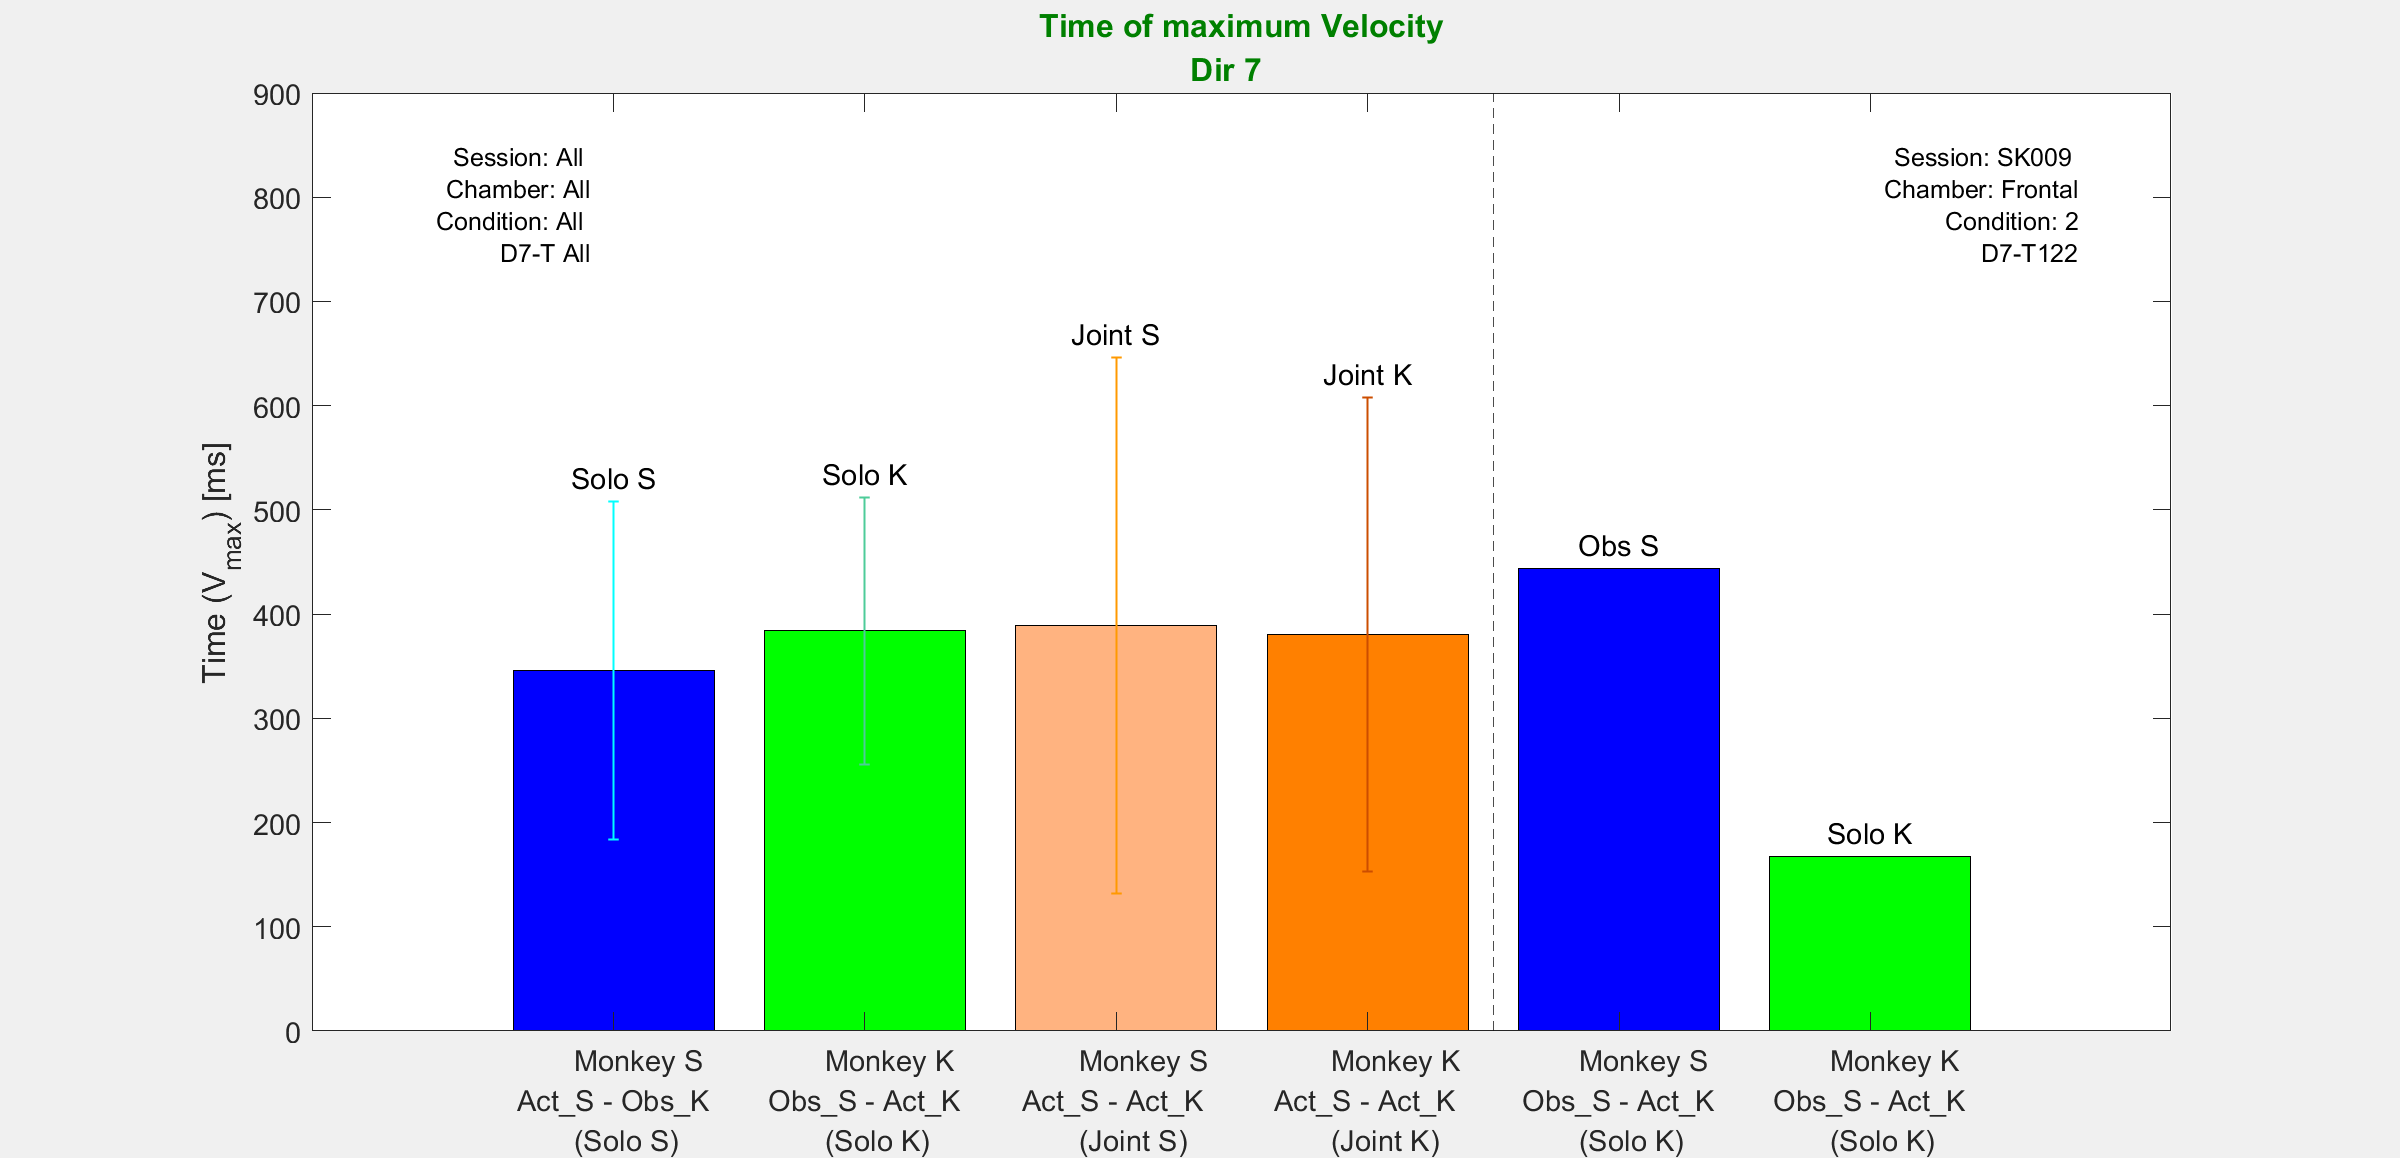 Time of maximum Velocity
Dir 7
900
800
700
600
500
400
300
200
100
0
Time (Vmax) [ms]
Session: All
Chamber: All
Condition: All
D7-T All
Session: SK009
Chamber: Frontal
Condition: 2
D7-T122
Solo S
Solo K
Joint S
Joint K
Obs S
Solo K
Monkey S
Act_S - Obs_K
(Solo S)
Monkey K
Obs_S - Act_K
(Solo K)
Monkey S
Act_S - Act_K
(Joint S)
Monkey K
Act_S - Act_K
(Joint K)
Monkey S
Obs_S - Act_K
(Solo K)
Monkey K
Obs_S - Act_K
(Solo K)